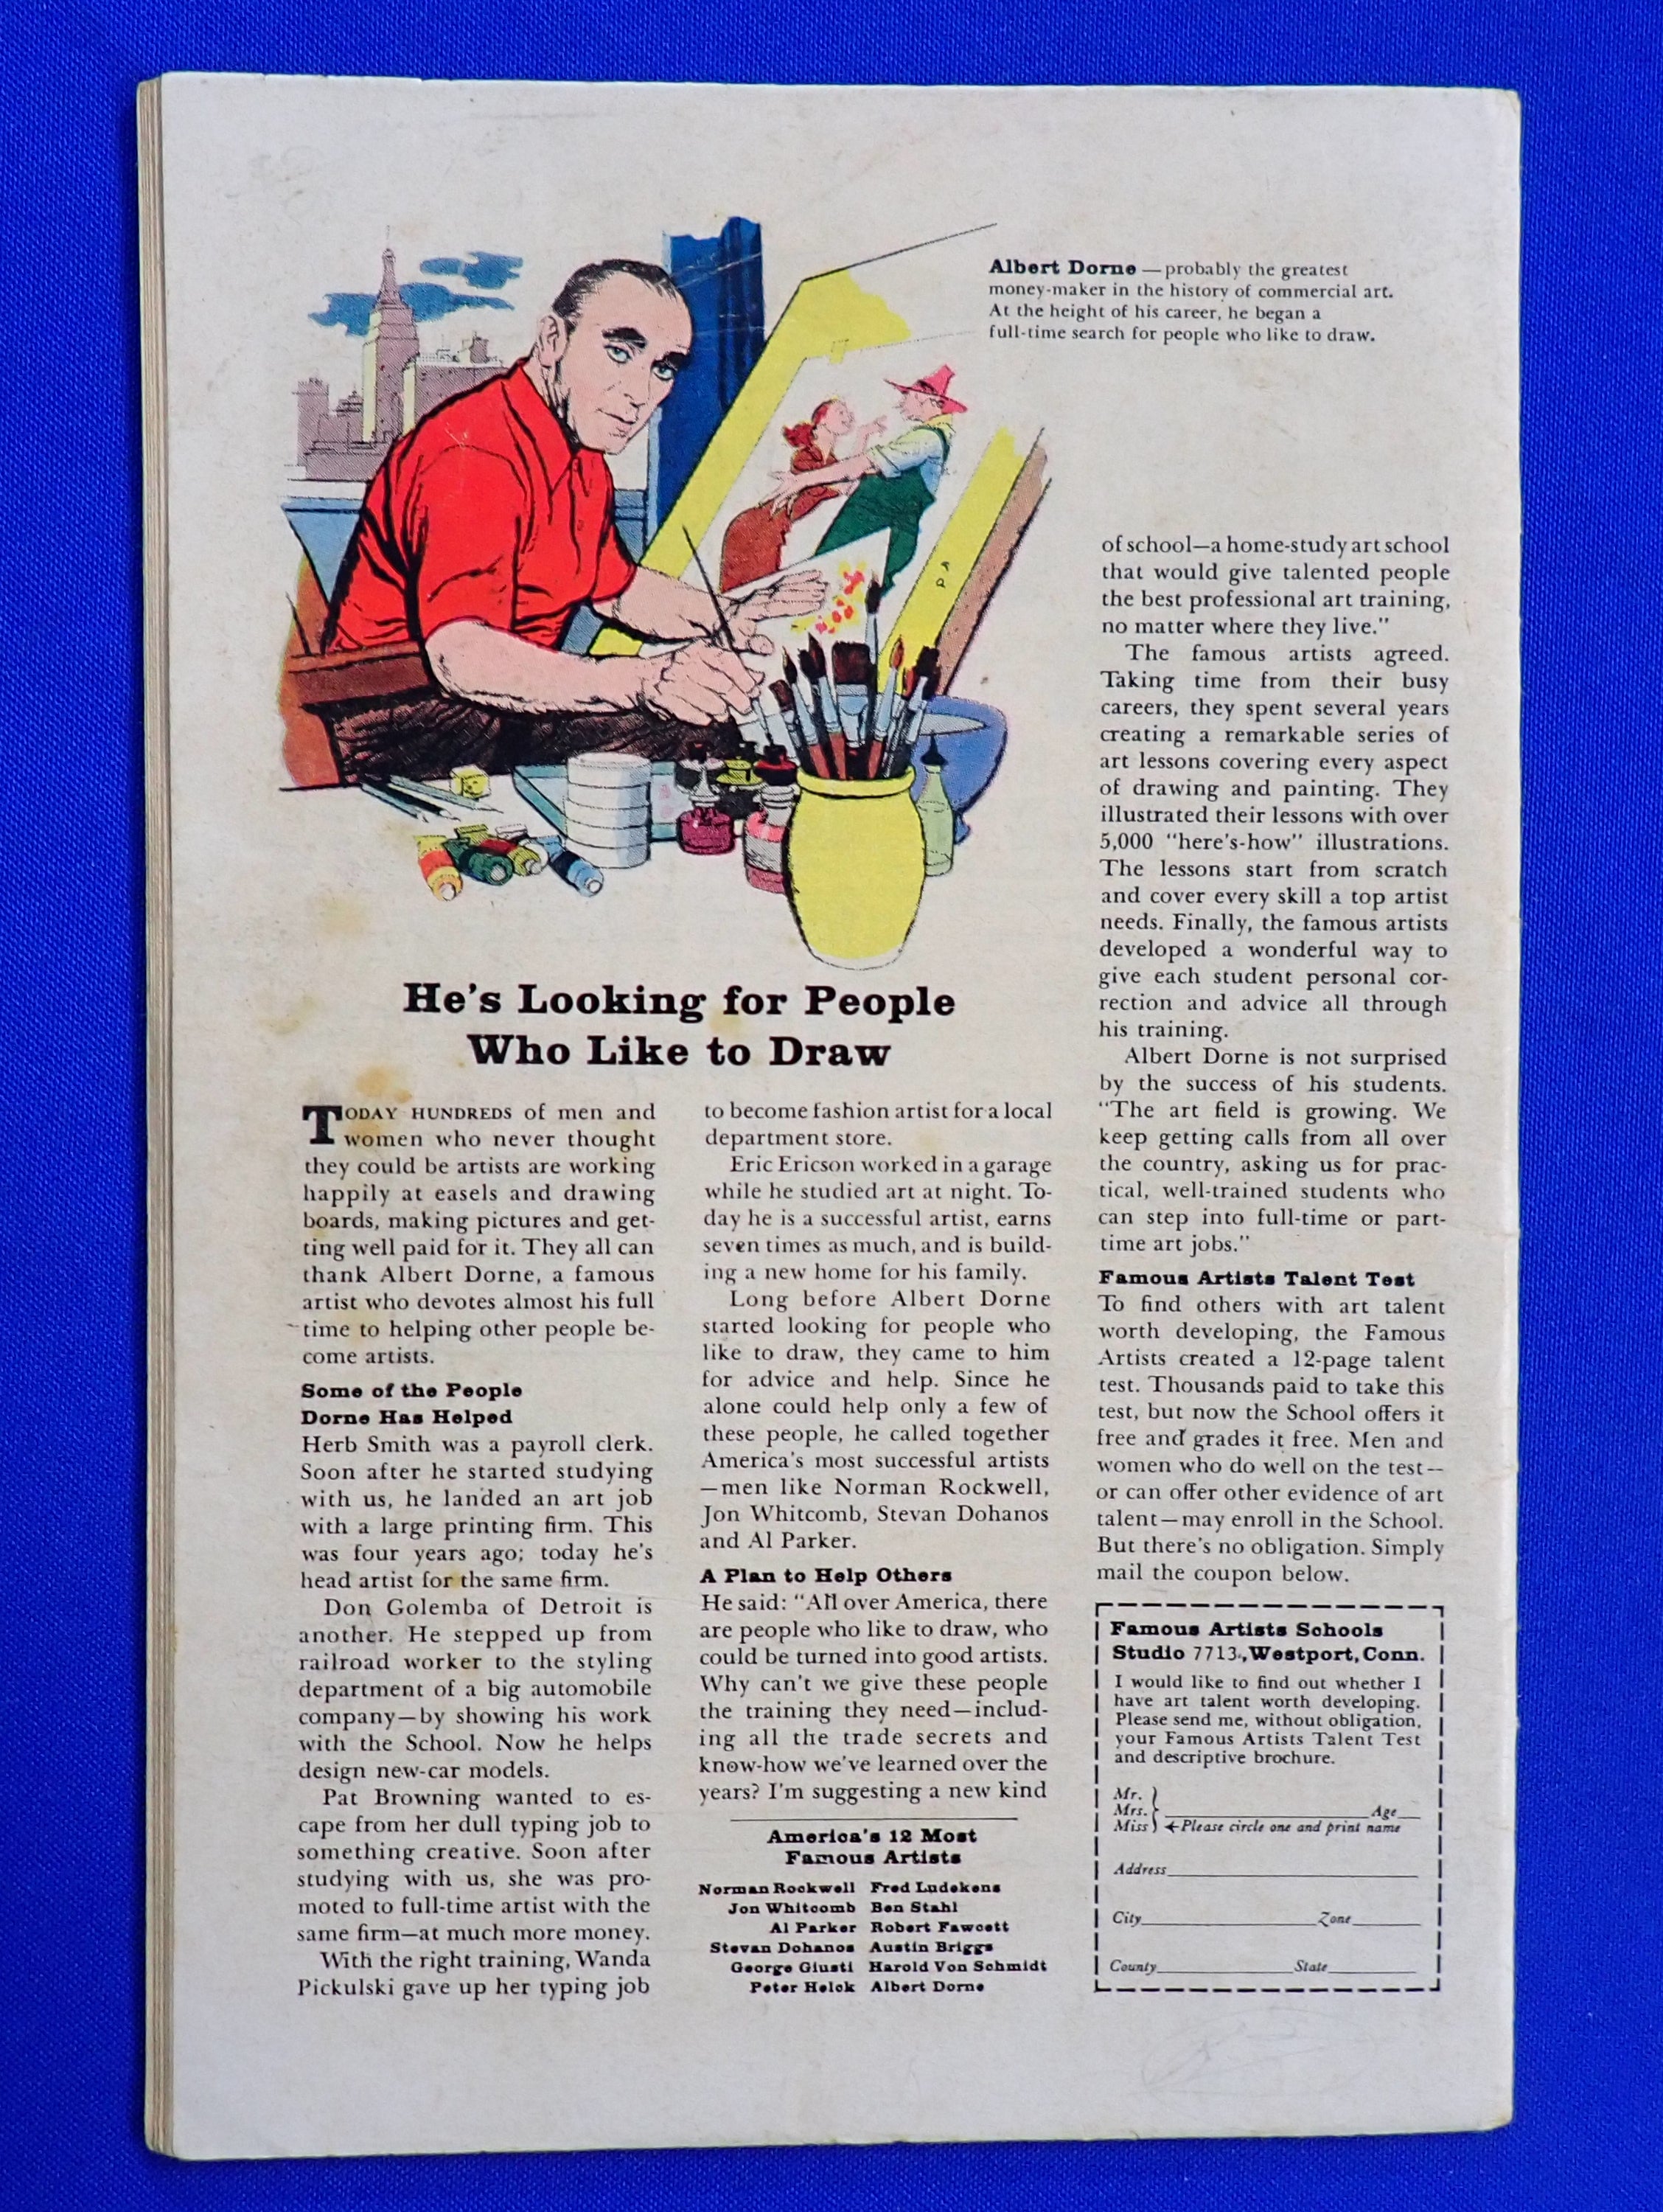 Albert Dorne — probably the greatest
money-maker in the history of commercial art.
At the height of his career, he began a
full-time search for people who like to draw.
DA
He's Looking for People
Who Like to Draw
TODAY HUNDREDS of men and
women who never thought
they could be artists are working
happily at easels and drawing
boards, making pictures and get-
ting well paid for it. They all can
thank Albert Dorne, a famous
artist who devotes almost his full
time to helping other people be-
come artists.
Some of the People
Dorne Has Helped
Herb Smith was a payroll clerk.
Soon after he started studying
with us, he landed an art job
with a large printing firm. This
was four years ago; today he's
head artist for the same firm.
Don Golemba of Detroit is
another. He stepped up from
railroad worker to the styling
department of a big automobile
company—by showing his work
with the School. Now he helps
design new-car models.
Pat Browning wanted to es-
cape from her dull typing job to
something creative. Soon after
studying with us, she was pro-
moted to full-time artist with the
same firm—at much more money.
With the right training, Wanda
Pickulski gave up her typing job
to become fashion artist for a local
department store.
Eric Ericson worked in a garage
while he studied art at night. To-
day he is a successful artist, earns
seven times as much, and is build-
ing a new home for his family.
Long before Albert Dorne
started looking for people who
like to draw, they came to him
for advice and help. Since he
alone could help only a few of
these people, he called together
America's most successful artists
—men like Norman Rockwell,
Jon Whitcomb, Stevan Dohanos
and Al Parker.
A Plan to Help Others
He said: "All over America, there
are people who like to draw, who
could be turned into good artists.
Why can't we give these people
the training they need—includ-
ing all the trade secrets and
know-how we've learned over the
years? I'm suggesting a new kind
America's 12 Most
Famous Artists
Norman Rockwell Fred Ludekens
Jon Whitcomb Ben Stahl
Al Parker Robert Fawcett
Stevan Dohanos Austin Briggs
George Giusti Harold Von Schmidt
Peter Helck Albert Dorne
of school—a home-study art school
that would give talented people
the best professional art training,
no matter where they live."
The famous artists agreed.
Taking time from their busy
careers, they spent several years
creating a remarkable series of
art lessons covering every aspect
of drawing and painting. They
illustrated their lessons with over
5,000 "here's-how" illustrations.
The lessons start from scratch
and cover every skill a top artist
needs. Finally, the famous artists
developed a wonderful way to
give each student personal cor-
rection and advice all through
his training.
Albert Dorne is not surprised
by the success of his students.
"The art field is growing. We
keep getting calls from all over
the country, asking us for prac-
tical, well-trained students who
can step into full-time or part-
time art jobs."
Famous Artists Talent Test
To find others with art talent
worth developing, the Famous
Artists created a 12-page talent
test. Thousands paid to take this
test, but now the School offers it
free and grades it free. Men and
women who do well on the test--
or can offer other evidence of art
talent—may enroll in the School.
But there's no obligation. Simply
mail the coupon below.
Famous Artists Schools
Studio 7713, Westport, Conn.
I would like to find out whether I
have art talent worth developing.
Please send me, without obligation,
your Famous Artists Talent Test
and descriptive brochure.
Mr.
Mrs. Age
Miss ←Please circle one and print name
Address
City Zone
County State